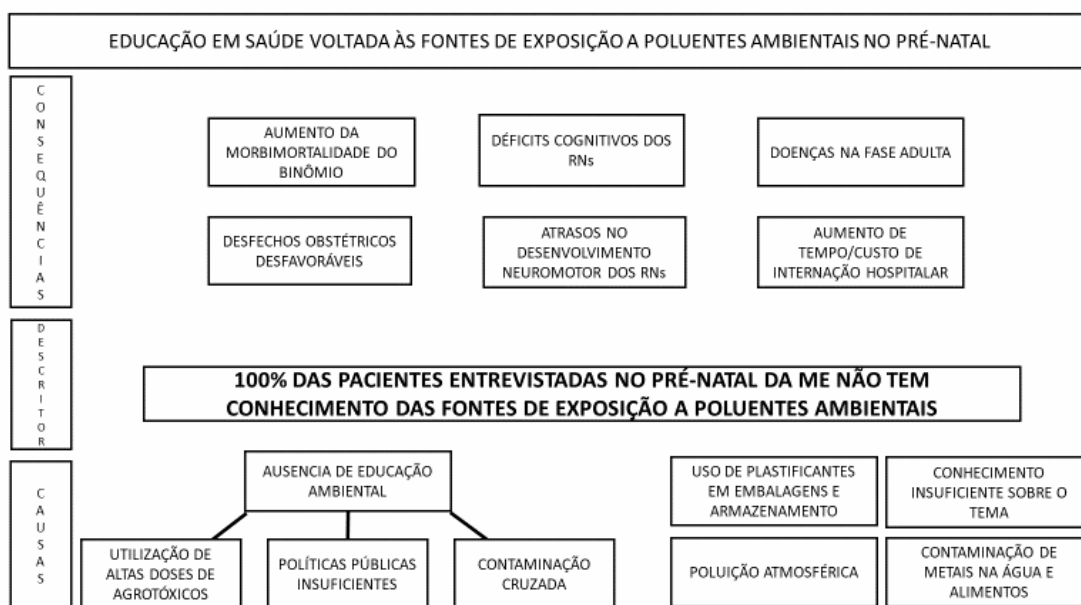 EDUCAÇÃO EM SAÚDE VOLTADA ÀS FONTES DE EXPOSIÇÃO A POLUENTES AMBIENTAIS NO PRÉ-NATAL
CONSEQUÊNCIAS
AUMENTO DA
MORBIMORTALIDADE DO
BINÔMIO
DÉFICITS COGNITIVOS DOS
RNs
DOENÇAS NA FASE ADULTA
DESFECHOS OBSTÉTRICOS
DESFAVORÁVEIS
ATRASOS NO
DESENVOLVIMENTO
NEUROMOTOR DOS RNs
AUMENTO DE
TEMPO/CUSTO DE
INTERNAÇÃO HOSPITALAR
DESCRITOR
100% DAS PACIENTES ENTREVISTADAS NO PRÉ-NATAL DA ME NÃO TEM
CONHECIMENTO DAS FONTES DE EXPOSIÇÃO A POLUENTES AMBIENTAIS
CAUSAS
AUSENCIA DE EDUCAÇÃO
AMBIENTAL
USO DE PLASTIFICANTES
EM EMBALAGENS E
ARMAZENAMENTO
CONHECIMENTO
INSUFICIENTE SOBRE O
TEMA
UTILIZAÇÃO DE
ALTAS DOSES DE
AGROTÓXICOS
POLÍTICAS PÚBLICAS
INSUFICIENTES
CONTAMINAÇÃO
CRUZADA
POLUIÇÃO ATMOSFÉRICA
CONTAMINAÇÃO DE
METAIS NA ÁGUA E
ALIMENTOS